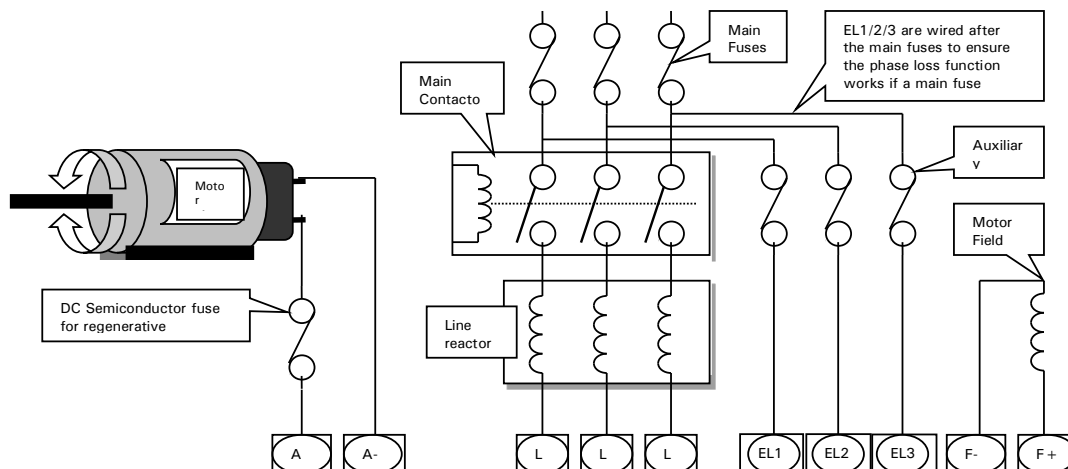 Main
Fuses
EL1/2/3 are wired after
the main fuses to ensure
the phase loss function
works if a main fuse
Main
Contacto
Auxiliar
Moto
r
Motor
Field
DC Semiconductor fuse
for regenerative
Line
reactor
A
A-
L
L
L
EL1
EL2
EL3
F-
F+